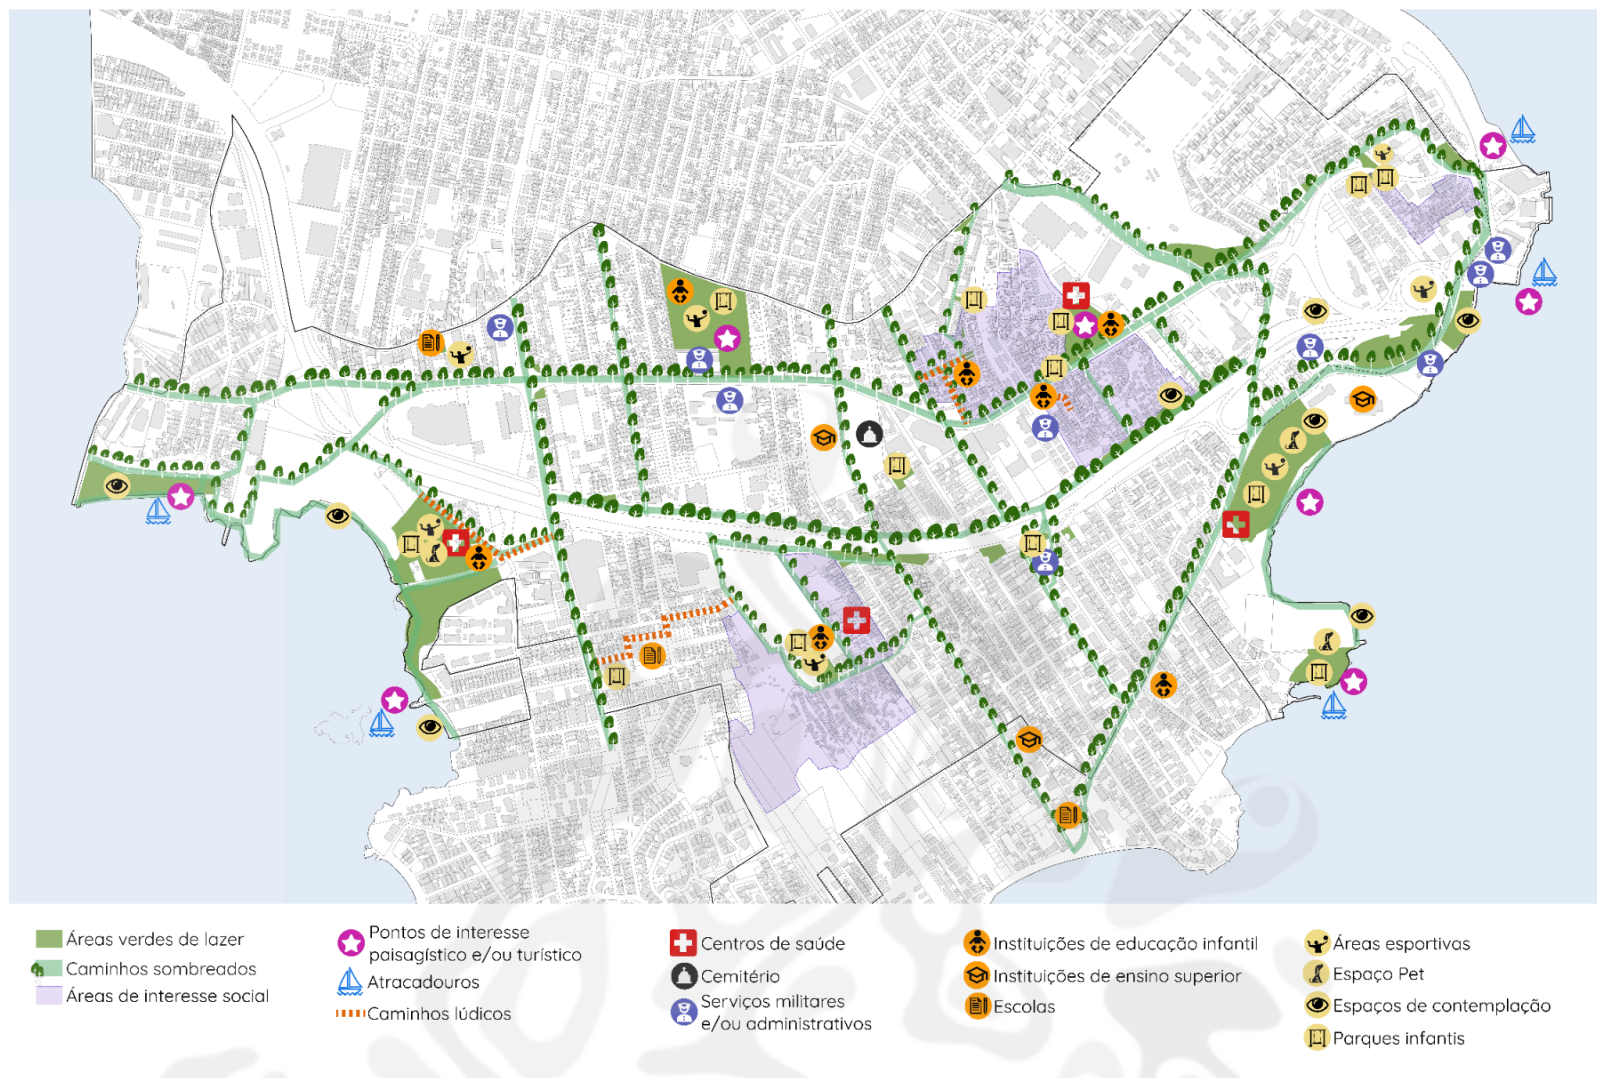 Áreas verdes de lazer
Caminhos sombreados
Áreas de interesse social
Pontos de interesse
paisagístico e/ou turístico
Atracadouros
Caminhos lúdicos
Centros de saúde
Cemitério
Serviços militares
e/ou administrativos
Instituições de educação infantil
Instituições de ensino superior
Escolas
Áreas esportivas
Espaço Pet
Espaços de contemplação
Parques infantis